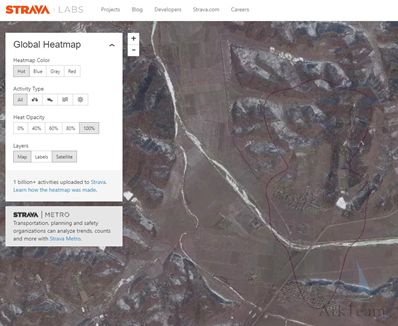 STRAVA LABS
Projects Blog Developers Strava.com Careers
Global Heatmap
+
-
Heatmap Color
Hot Blue Gray Red
Activity Type
All
Heat Opacity
0% 40% 60% 80% 100%
Layers
Map Labels Satellite
1 billion+ activities uploaded to Strava.
Learn how the heatmap was made.
STRAVA | METRO
Transportation, planning and safety
organizations can analyze trends, counts
and more with Strava Metro.